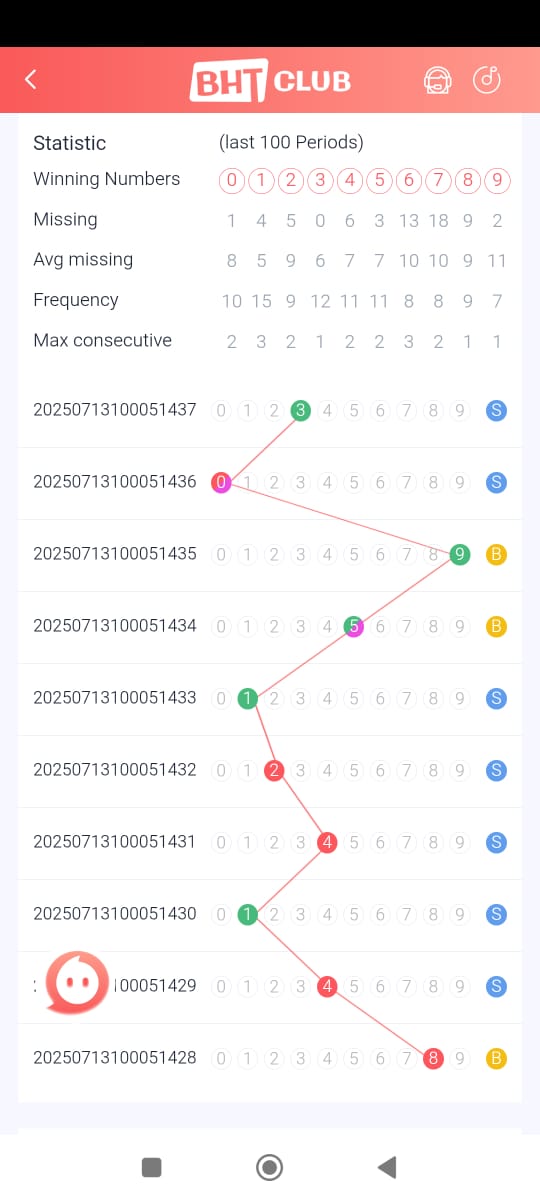 BHT CLUB
Statistic (last 100 Periods)
Winning Numbers 0 1 2 3 4 5 6 7 8 9
Missing 1 4 5 0 6 3 13 18 9 2
Avg missing 8 5 9 6 7 7 10 10 9 11
Frequency 10 15 9 12 11 11 8 8 9 7
Max consecutive 2 3 2 1 2 2 3 2 1 1
20250713100051437 0 1 2 3 4 5 6 7 8 9 S
20250713100051436 0 1 2 3 4 5 6 7 8 9 S
20250713100051435 0 1 2 3 4 5 6 7 8 9 B
20250713100051434 0 1 2 3 4 5 6 7 8 9 B
20250713100051433 0 1 2 3 4 5 6 7 8 9 S
20250713100051432 0 1 2 3 4 5 6 7 8 9 S
20250713100051431 0 1 2 3 4 5 6 7 8 9 S
20250713100051430 0 1 2 3 4 5 6 7 8 9 S
00051429 0 1 2 3 4 5 6 7 8 9 S
20250713100051428 0 1 2 3 4 5 6 7 8 9 B